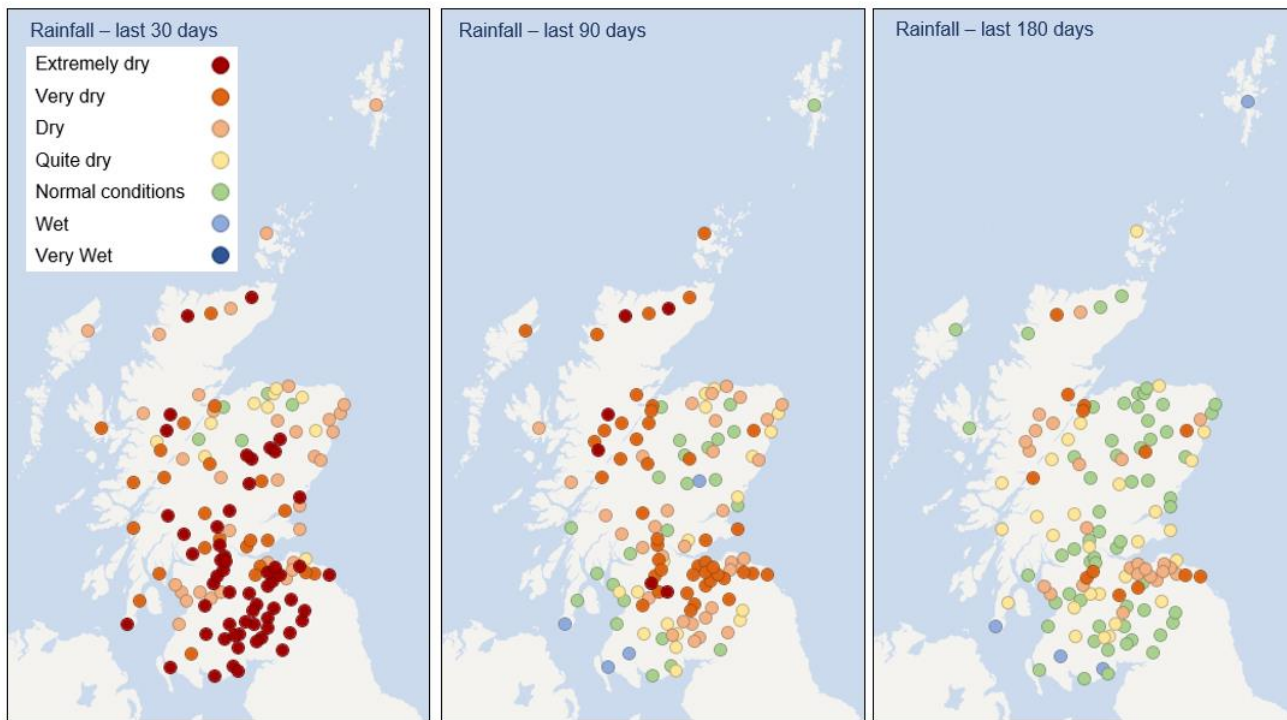 Rainfall – last 30 days
Extremely dry
Very dry
Dry
Quite dry
Normal conditions
Wet
Very Wet
Rainfall – last 90 days
Rainfall – last 180 days